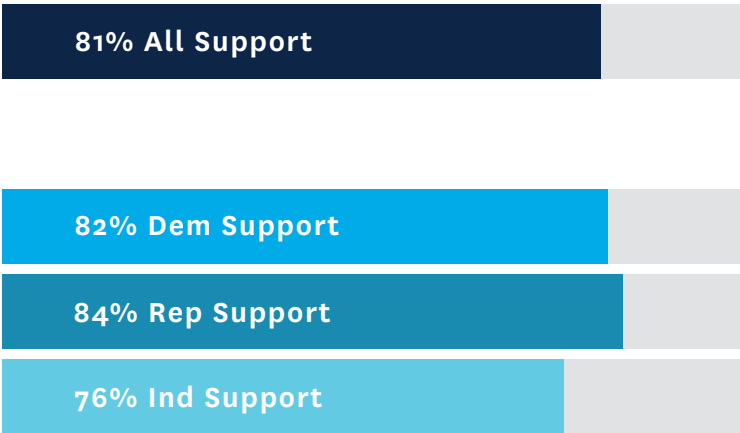 81% All Support
82% Dem Support
84% Rep Support
76% Ind Support